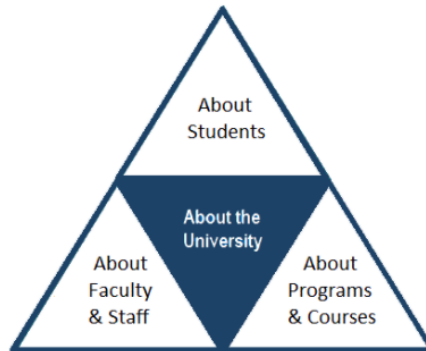 About
Students
About the
University
About
Faculty
& Staff
About
Programs
& Courses